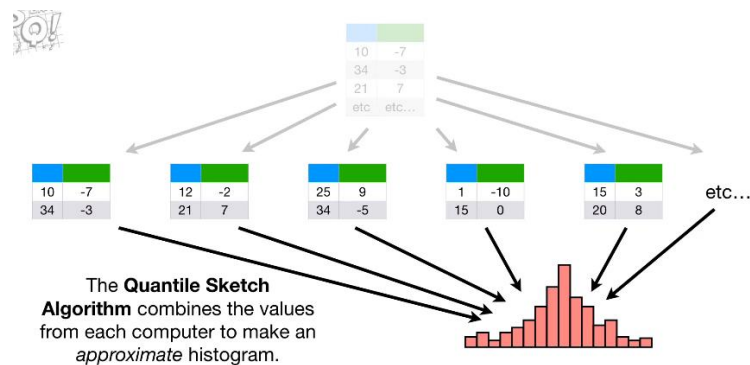 10 -7
34 -3
21 7
etc etc...
10 -7
34 -3
12 -2
21 7
25 9
34 -5
1 -10
15 0
15 3
20 8
etc...
The Quantile Sketch
Algorithm combines the values
from each computer to make an
approximate histogram.